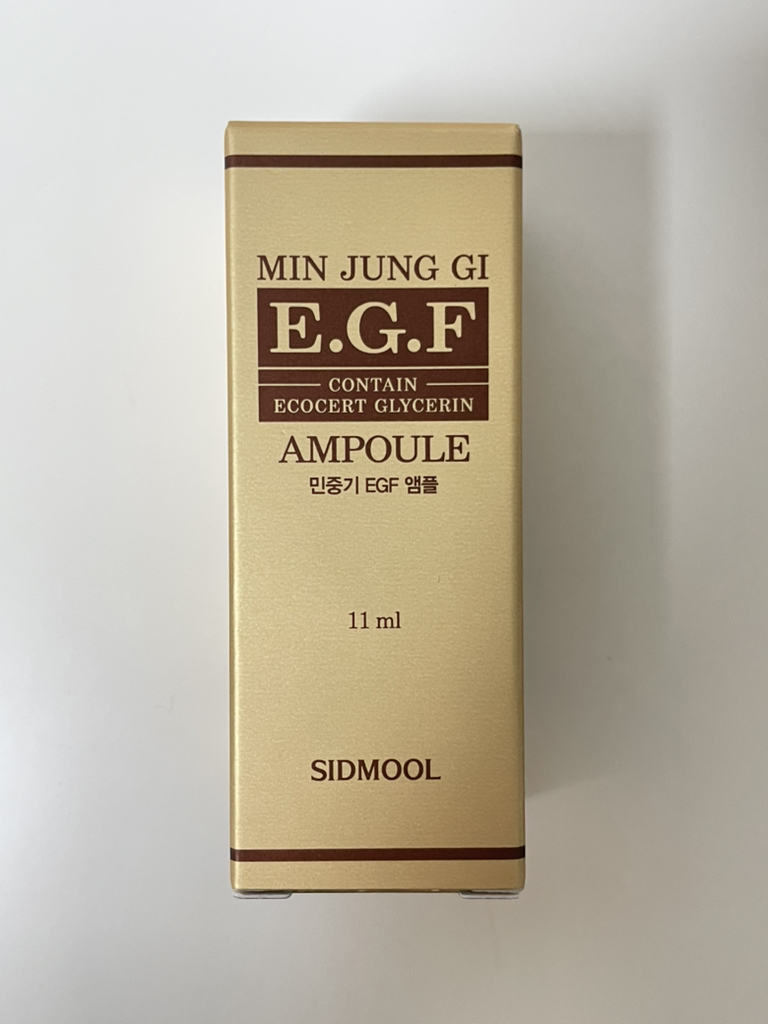 MIN JUNG GI
E.G.F
CONTAIN
ECOCERT GLYCERIN
AMPOULE
민중기 EGF 앰플
11 ml
SIDMOOL